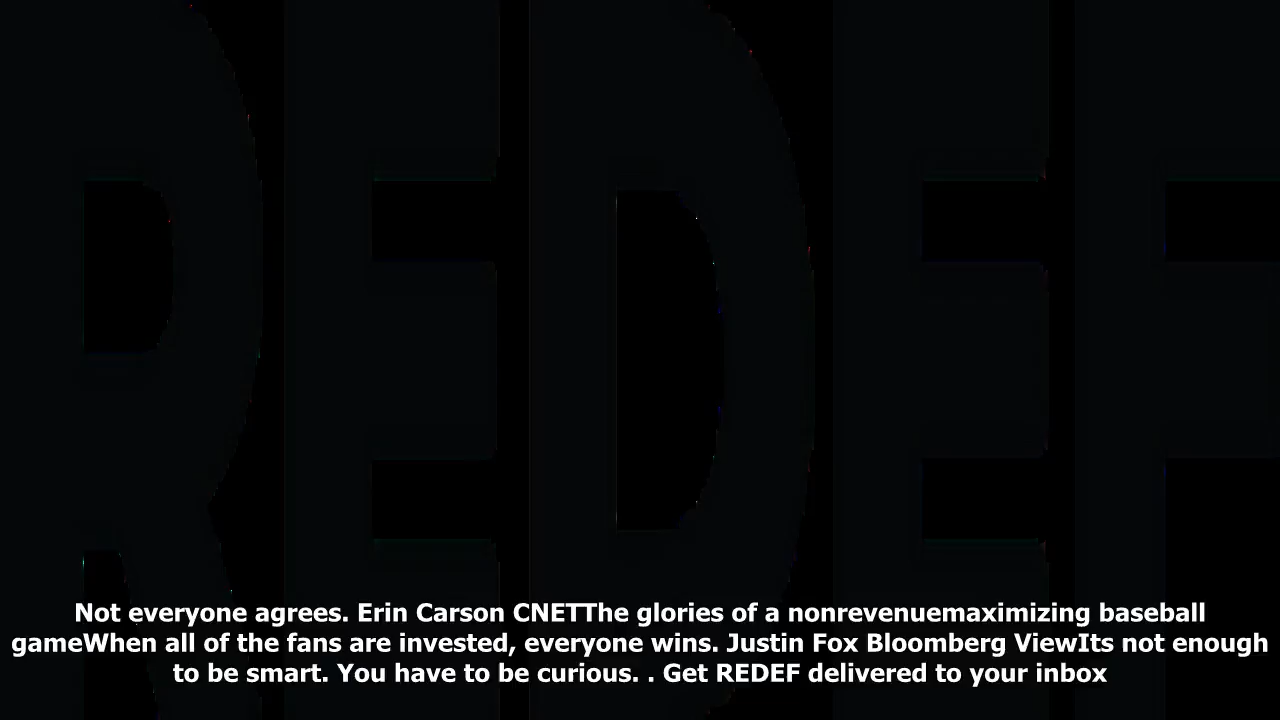 REDEF
Not everyone agrees. Erin Carson CNETThe glories of a nonrevenuemaximizing baseball
gameWhen all of the fans are invested, everyone wins. Justin Fox Bloomberg ViewIts not enough
to be smart. You have to be curious. . Get REDEF delivered to your inbox